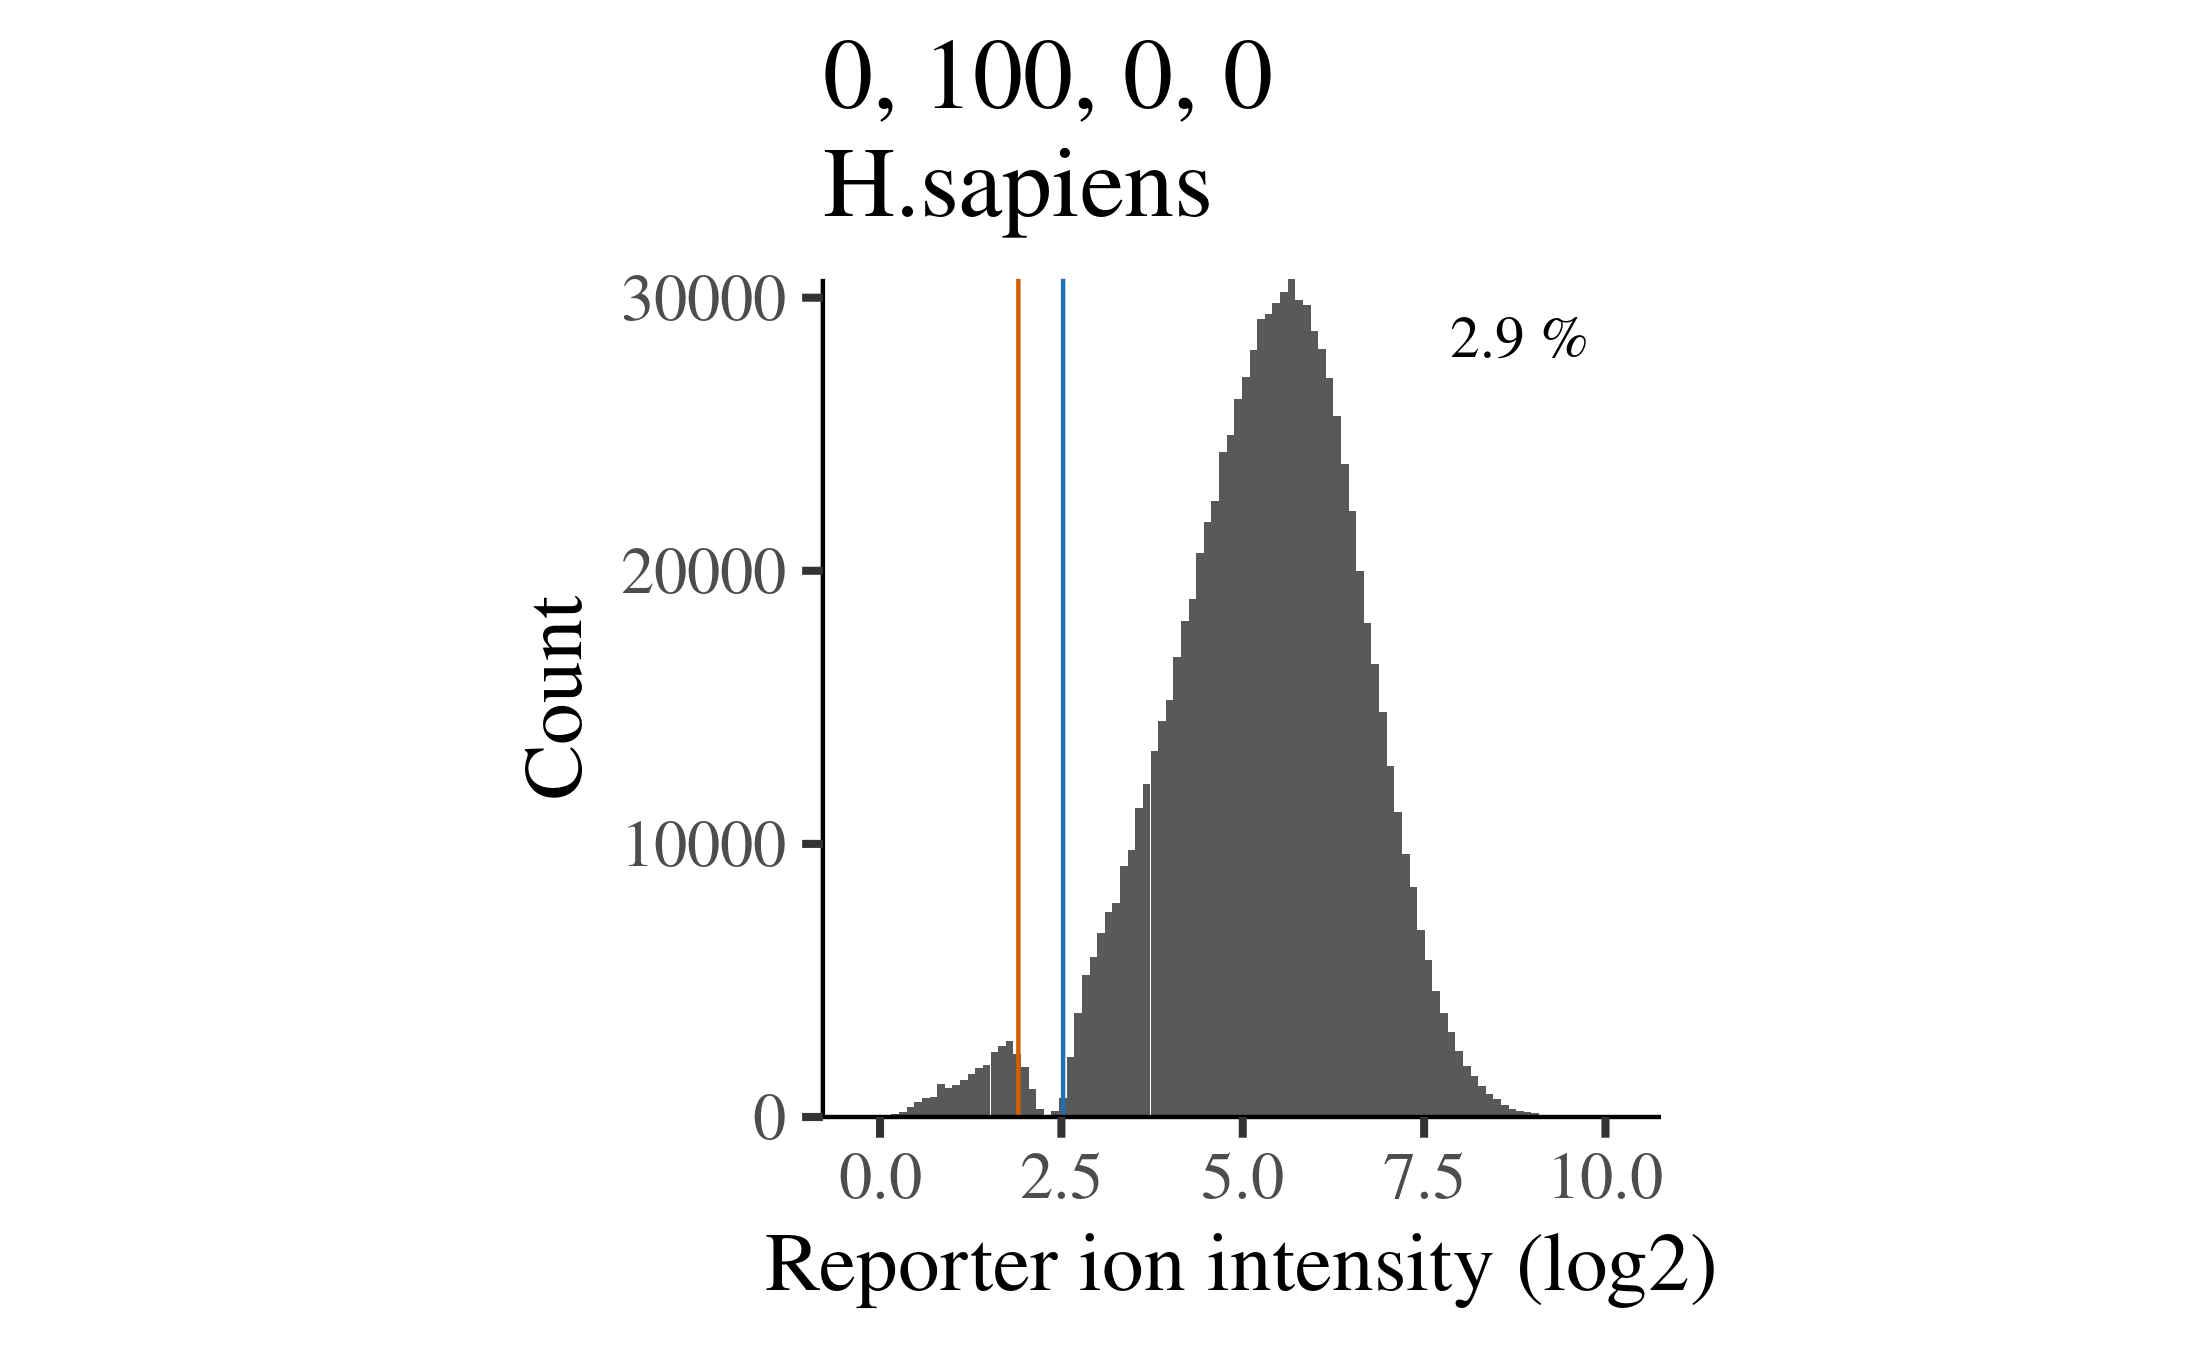 0, 100, 0, 0
H.sapiens
30000
2.9 %
20000
Count
10000
0
0.0 2.5 5.0 7.5 10.0
Reporter ion intensity (log2)